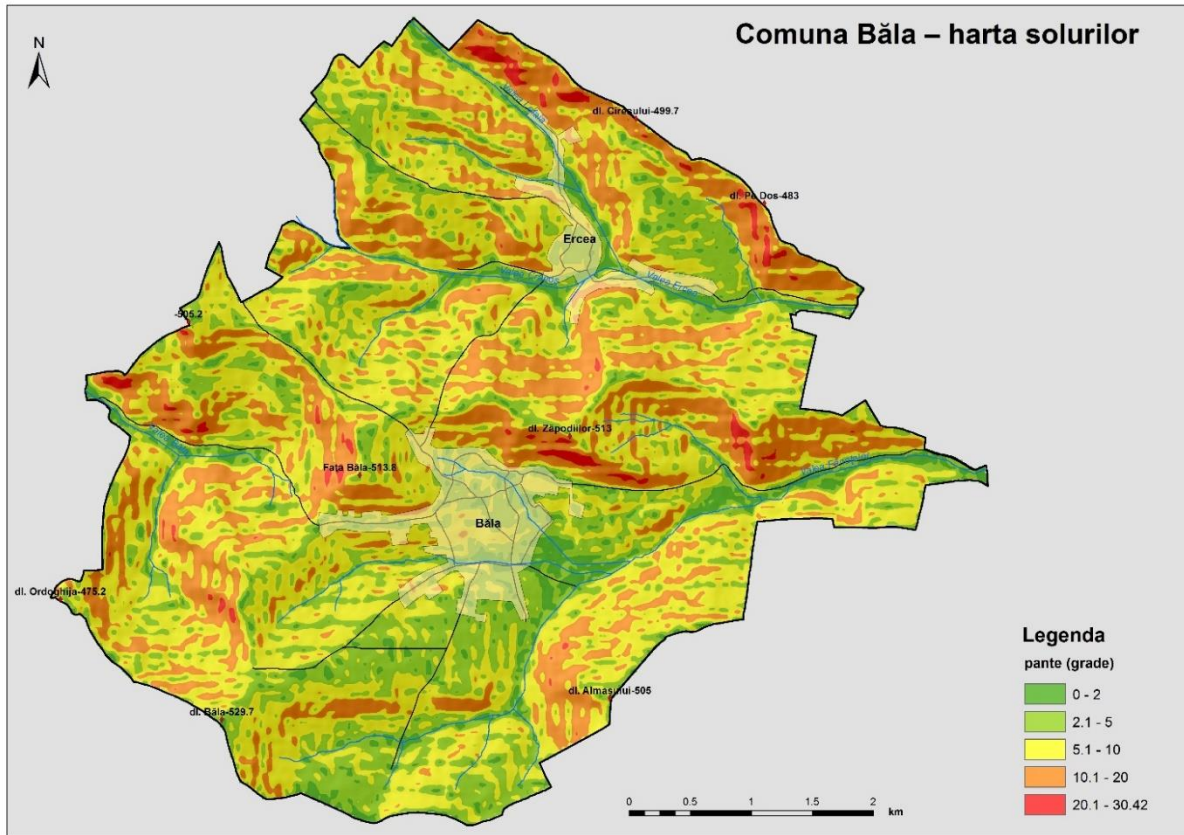 Comuna Băla – harta solurilor
N
dl. Cireșului-499.7
dl. Pe Dos-483
Ercea
Valea Ercea
-505.2
dl. Zăpodiilor-513
Fața Băla-513.8
Băla
dl. Ordoghija-475.2
dl. Almașului-505
dl. Băla-529.7
Legenda
pante (grade)
0 - 2
2.1 - 5
5.1 - 10
10.1 - 20
20.1 - 30.42
0 0.5 1 1.5 2
km